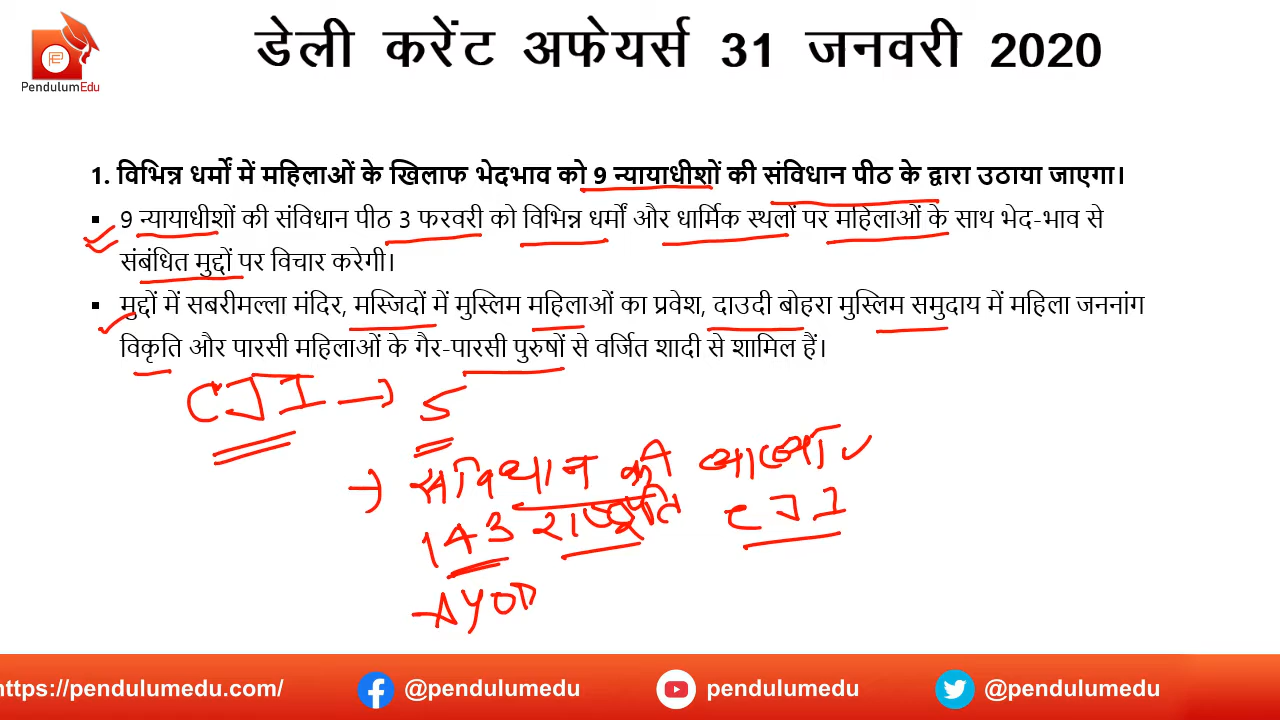 डेली करेंट अफेयर्स 31 जनवरी 2020
PendulumEdu
1. विभिन्न धर्मों में महिलाओं के खिलाफ भेदभाव को 9 न्यायाधीशों की संविधान पीठ के द्वारा उठाया जाएगा।
▪ 9 न्यायाधीशों की संविधान पीठ 3 फरवरी को विभिन्न धर्मों और धार्मिक स्थलों पर महिलाओं के साथ भेद-भाव से
संबंधित मुद्दों पर विचार करेगी।
▪ मुद्दों में सबरीमल्ला मंदिर, मस्जिदों में मुस्लिम महिलाओं का प्रवेश, दाउदी बोहरा मुस्लिम समुदाय में महिला जननांग
विकृति और पारसी महिलाओं के गैर-पारसी पुरुषों से वर्जित शादी से शामिल हैं।
CJI → 5
→ संविधान की
143 राष्ट्रपति CJI
AYOD
https://pendulumedu.com/ @pendulumedu pendulumedu @pendulumedu